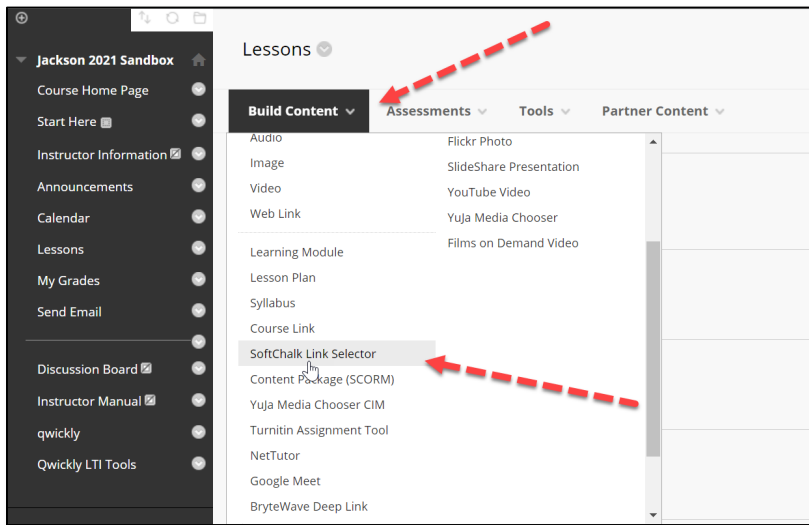 Jackson 2021 Sandbox
Course Home Page
Start Here
Instructor Information
Announcements
Calendar
Lessons
My Grades
Send Email
Discussion Board
Instructor Manual
qwickly
Qwickly LTI Tools
Lessons
Build Content
Assessments
Tools
Partner Content
Audio
Image
Video
Web Link
Learning Module
Lesson Plan
Syllabus
Course Link
SoftChalk Link Selector
Content Package (SCORM)
YuJa Media Chooser CIM
Turnitin Assignment Tool
NetTutor
Google Meet
BryteWave Deep Link
Flickr Photo
SlideShare Presentation
YouTube Video
YuJa Media Chooser
Films on Demand Video